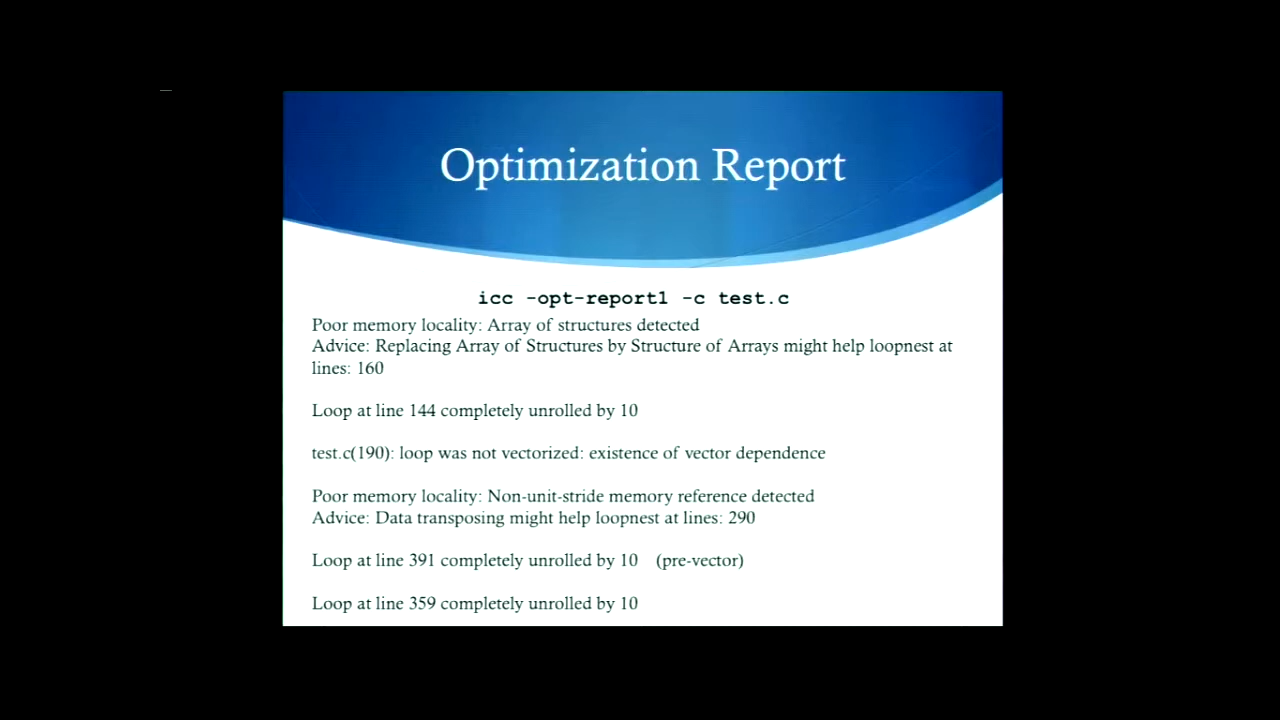 Optimization Report
icc -opt-report1 -c test.c
Poor memory locality: Array of structures detected
Advice: Replacing Array of Structures by Structure of Arrays might help loopnest at
lines: 160
Loop at line 144 completely unrolled by 10
test.c(190): loop was not vectorized: existence of vector dependence
Poor memory locality: Non-unit-stride memory reference detected
Advice: Data transposing might help loopnest at lines: 290
Loop at line 391 completely unrolled by 10 (pre-vector)
Loop at line 359 completely unrolled by 10